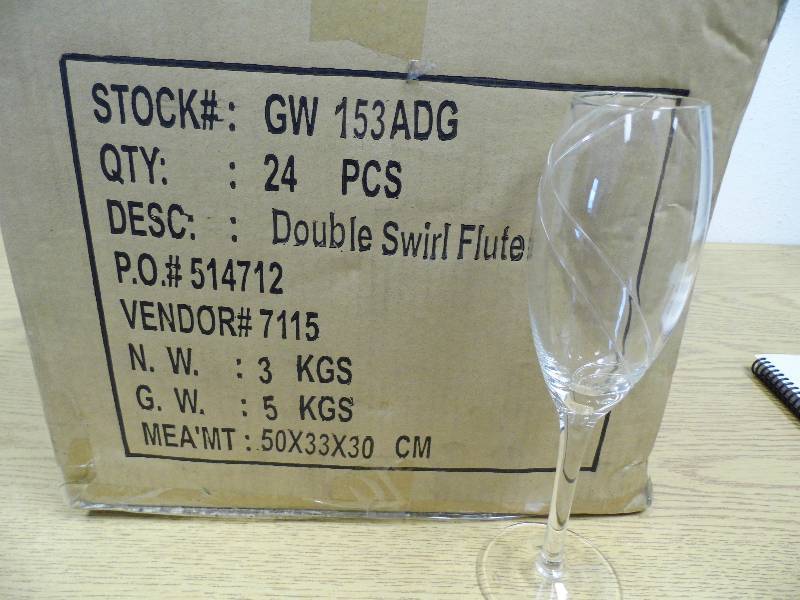 STOCK#: GW 153ADG
QTY: : 24 PCS
DESC: : Double Swirl Flute
P.O.# 514712
VENDOR# 7115
N. W. : 3 KGS
G. W. : 5 KGS
MEA'MT : 50X33X30 CM